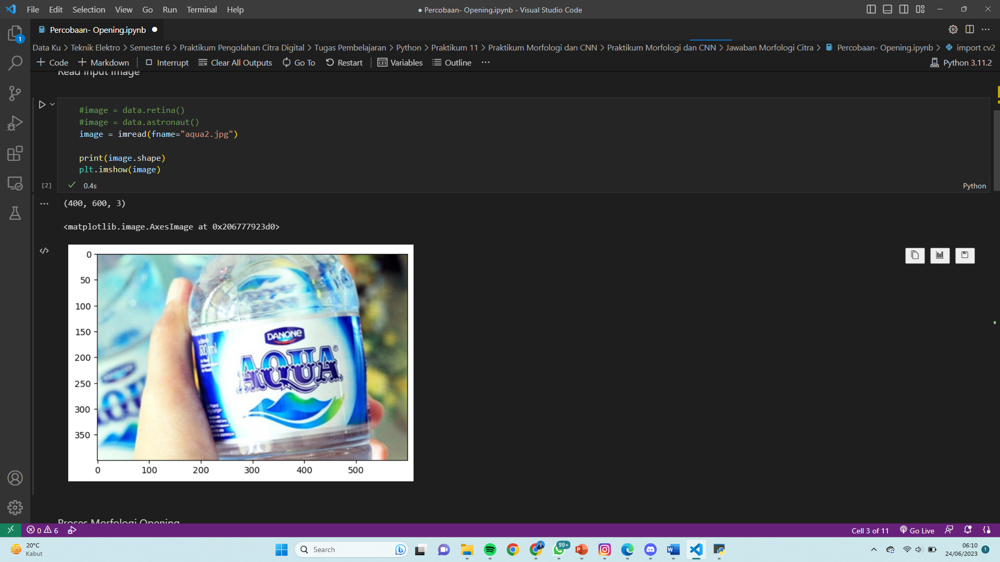 File Edit Selection View Go Run Terminal Help
● Percobaan- Opening.ipynb - Visual Studio Code
Percobaan- Opening.ipynb ●
1
Data Ku > Teknik Elektro > Semester 6 > Praktikum Pengolahan Citra Digital > Tugas Pembelajaran > Python > Praktikum 11 > Praktikum Morfologi dan CNN > Praktikum Morfologi dan CNN > Jawaban Morfologi Citra > Percobaan- Opening.ipynb > import cv2
+ Code + Markdown Interrupt Clear All Outputs Go To Restart Variables Outline ···
Python 3.11.2
Read Input Image
#image = data.retina()
#image = data.astronaut()
image = imread(fname="aqua2.jpg")
print(image.shape)
plt.imshow(image)
[2] ✓ 0.4s
Python
(400, 600, 3)
<matplotlib.image.AxesImage at 0x206777923d0>
0
50
100
150
200
250
300
350
0 100 200 300 400 500
DANONE
AQUA®
600 ml
AQU
Proses Morfologi Opening
0 6
Cell 3 of 11 Go Live
20°C
Kabut
Search
99+
06:10
24/06/2023
1